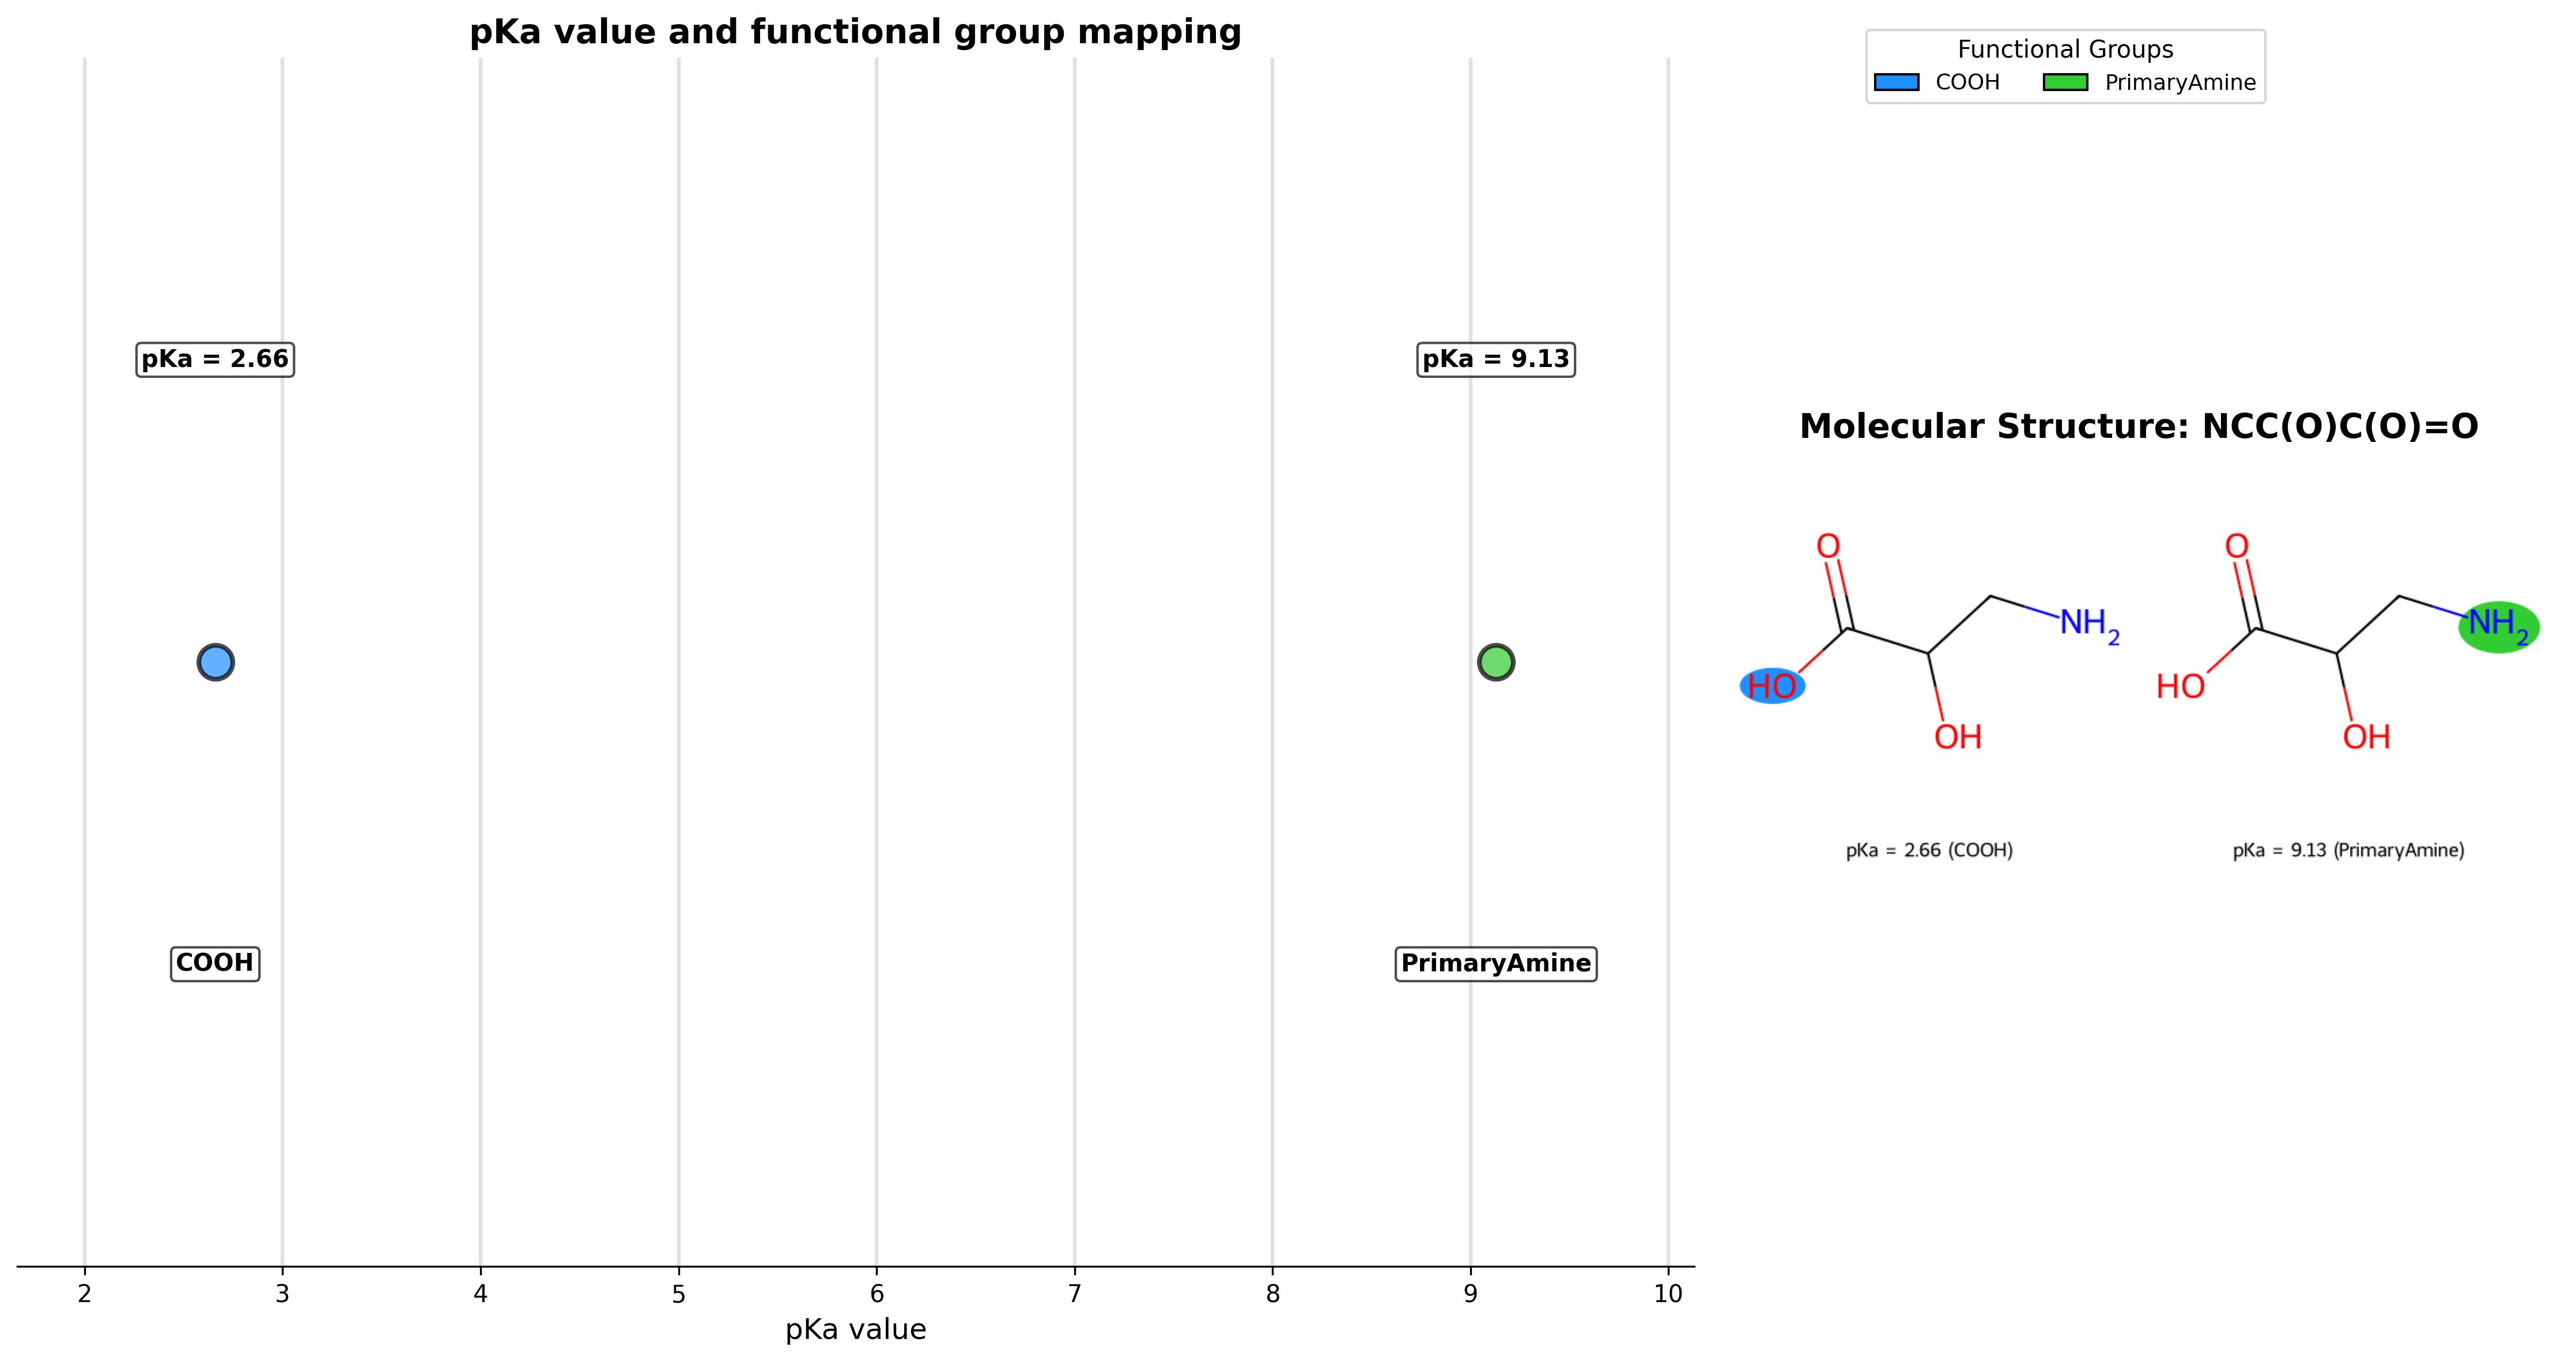 pKa value and functional group mapping
pKa = 2.66
pKa = 9.13
COOH
PrimaryAmine
2 3 4 5 6 7 8 9 10
pKa value
Functional Groups
COOH PrimaryAmine
Molecular Structure: NCC(O)C(O)=O
O
NH2
HO
OH
pKa = 2.66 (COOH)
O
NH2
HO
OH
pKa = 9.13 (PrimaryAmine)